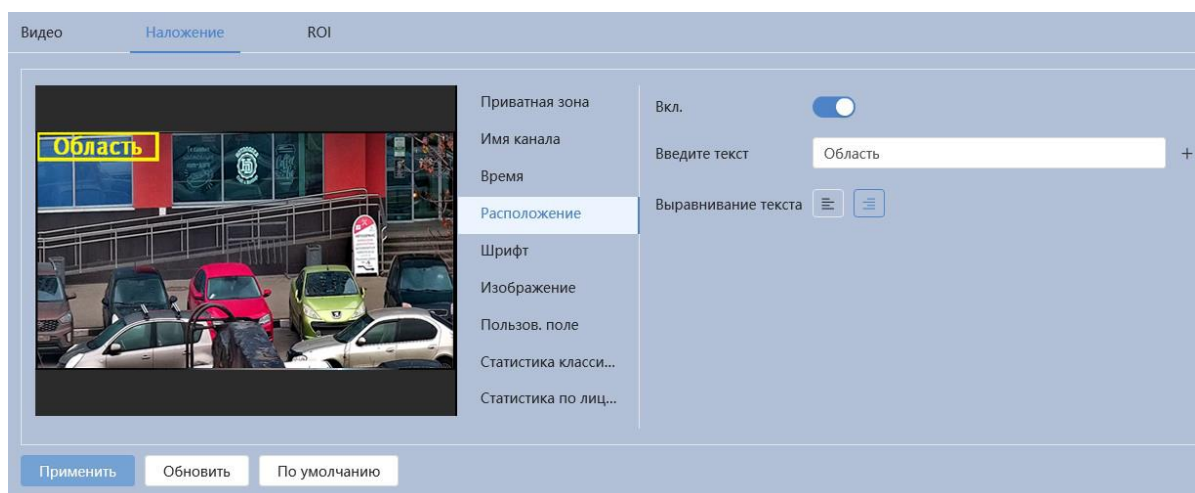 Видео Наложение ROI
Область
Приватная зона
Имя канала
Время
Расположение
Шрифт
Изображение
Пользов. поле
Статистика класси...
Статистика по лиц...
Вкл.
Введите текст Область +
Выравнивание текста
Применить Обновить По умолчанию